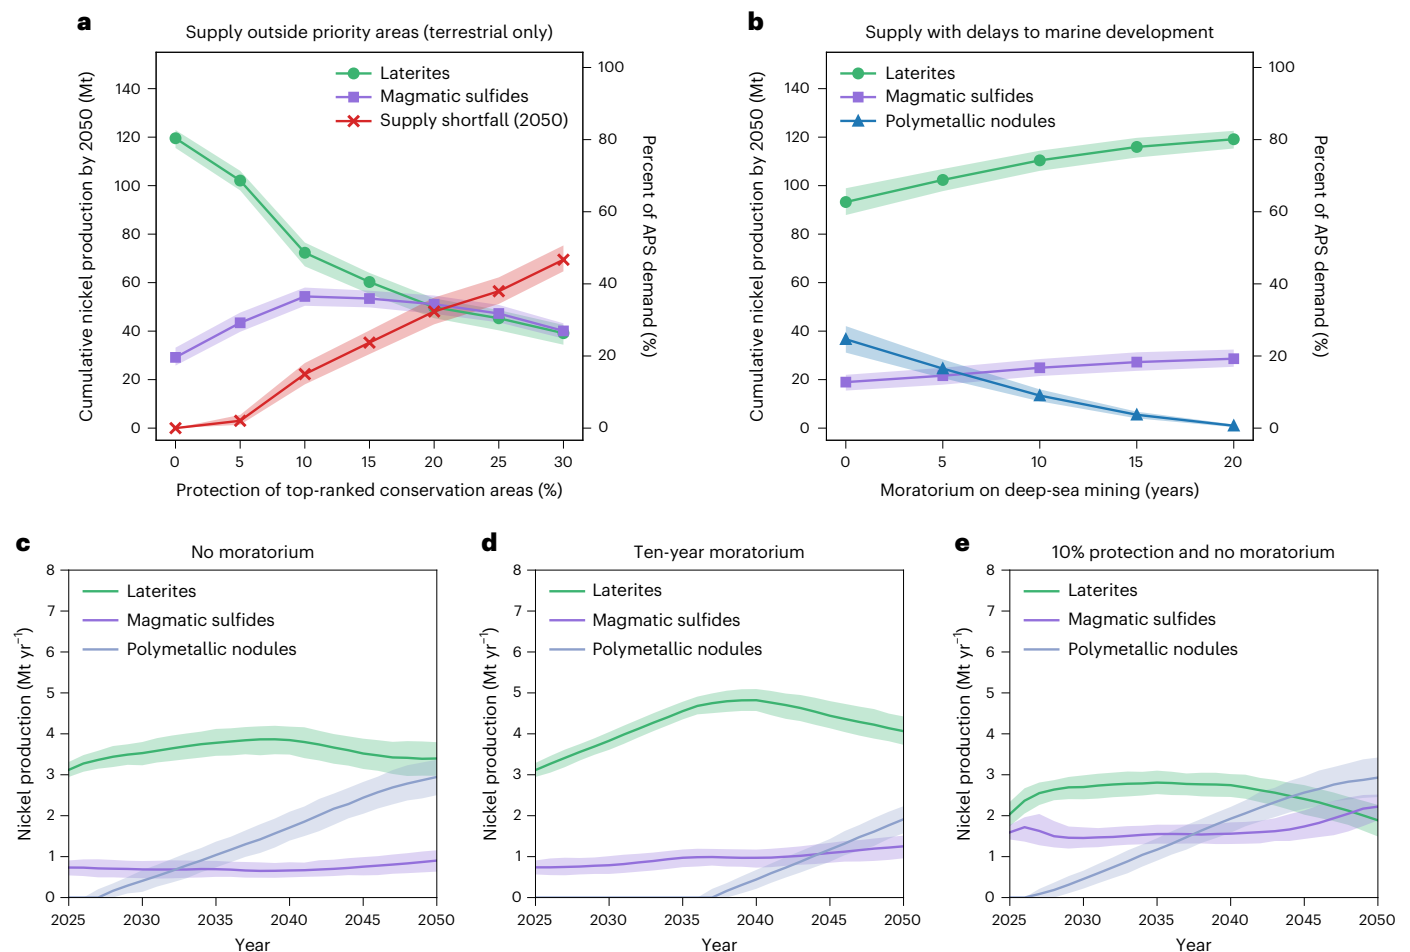 a
Supply outside priority areas (terrestrial only)
Laterites
Magmatic sulfides
Supply shortfall (2050)
Cumulative nickel production by 2050 (Mt)
140
120
100
80
60
40
20
0
100
80
60
40
20
0
Percent of APS demand (%)
0 5 10 15 20 25 30
Protection of top-ranked conservation areas (%)
b
Supply with delays to marine development
Laterites
Magmatic sulfides
Polymetallic nodules
Cumulative nickel production by 2050 (Mt)
140
120
100
80
60
40
20
0
100
80
60
40
20
0
Percent of APS demand (%)
0 5 10 15 20
Moratorium on deep-sea mining (years)
c
No moratorium
Laterites
Magmatic sulfides
Polymetallic nodules
Nickel production (Mt yr⁻¹)
8
7
6
5
4
3
2
1
0
2025 2030 2035 2040 2045 2050
Year
d
Ten-year moratorium
Laterites
Magmatic sulfides
Polymetallic nodules
Nickel production (Mt yr⁻¹)
8
7
6
5
4
3
2
1
0
2025 2030 2035 2040 2045 2050
Year
e
10% protection and no moratorium
Laterites
Magmatic sulfides
Polymetallic nodules
Nickel production (Mt yr⁻¹)
8
7
6
5
4
3
2
1
0
2025 2030 2035 2040 2045 2050
Year